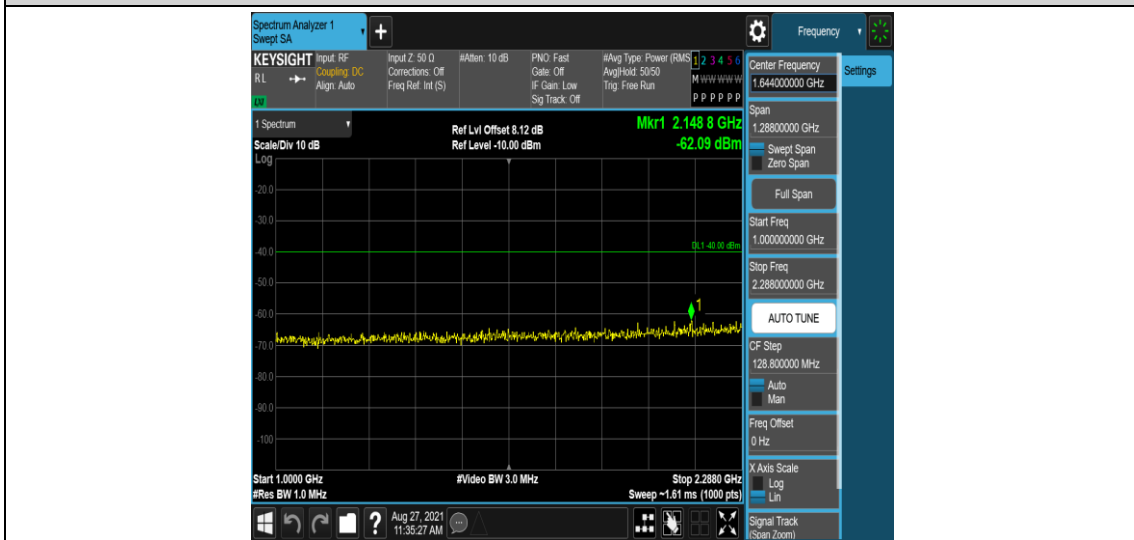 Spectrum Analyzer 1
Swept SA
+
Frequency
KEYSIGHT
RL
Input: RF
Coupling: DC
Align: Auto
Input Z: 50 Ω
Corrections: Off
Freq Ref: Int (S)
#Atten: 10 dB
PNO: Fast
Gate: Off
IF Gain: Low
Sig Track: Off
#Avg Type: Power (RMS
Avg|Hold: 50/50
Trig: Free Run
1 2 3 4 5 6
M W W W W W
P P P P P P
1 Spectrum
Scale/Div 10 dB
Ref Lvl Offset 8.12 dB
Ref Level -10.00 dBm
Mkr1 2.148 8 GHz
-62.09 dBm
Log
-20.0
-30.0
-40.0
-50.0
-60.0
-70.0
-80.0
-90.0
-100
DL1 -40.00 dBm
1
Start 1.0000 GHz
#Res BW 1.0 MHz
#Video BW 3.0 MHz
Stop 2.2880 GHz
Sweep ~1.61 ms (1000 pts)
Center Frequency
1.644000000 GHz
Settings
Span
1.28800000 GHz
Swept Span
Zero Span
Full Span
Start Freq
1.000000000 GHz
Stop Freq
2.288000000 GHz
AUTO TUNE
CF Step
128.800000 MHz
Auto
Man
Freq Offset
0 Hz
X Axis Scale
Log
Lin
Signal Track
(Span Zoom)
?
Aug 27, 2021
11:35:27 AM